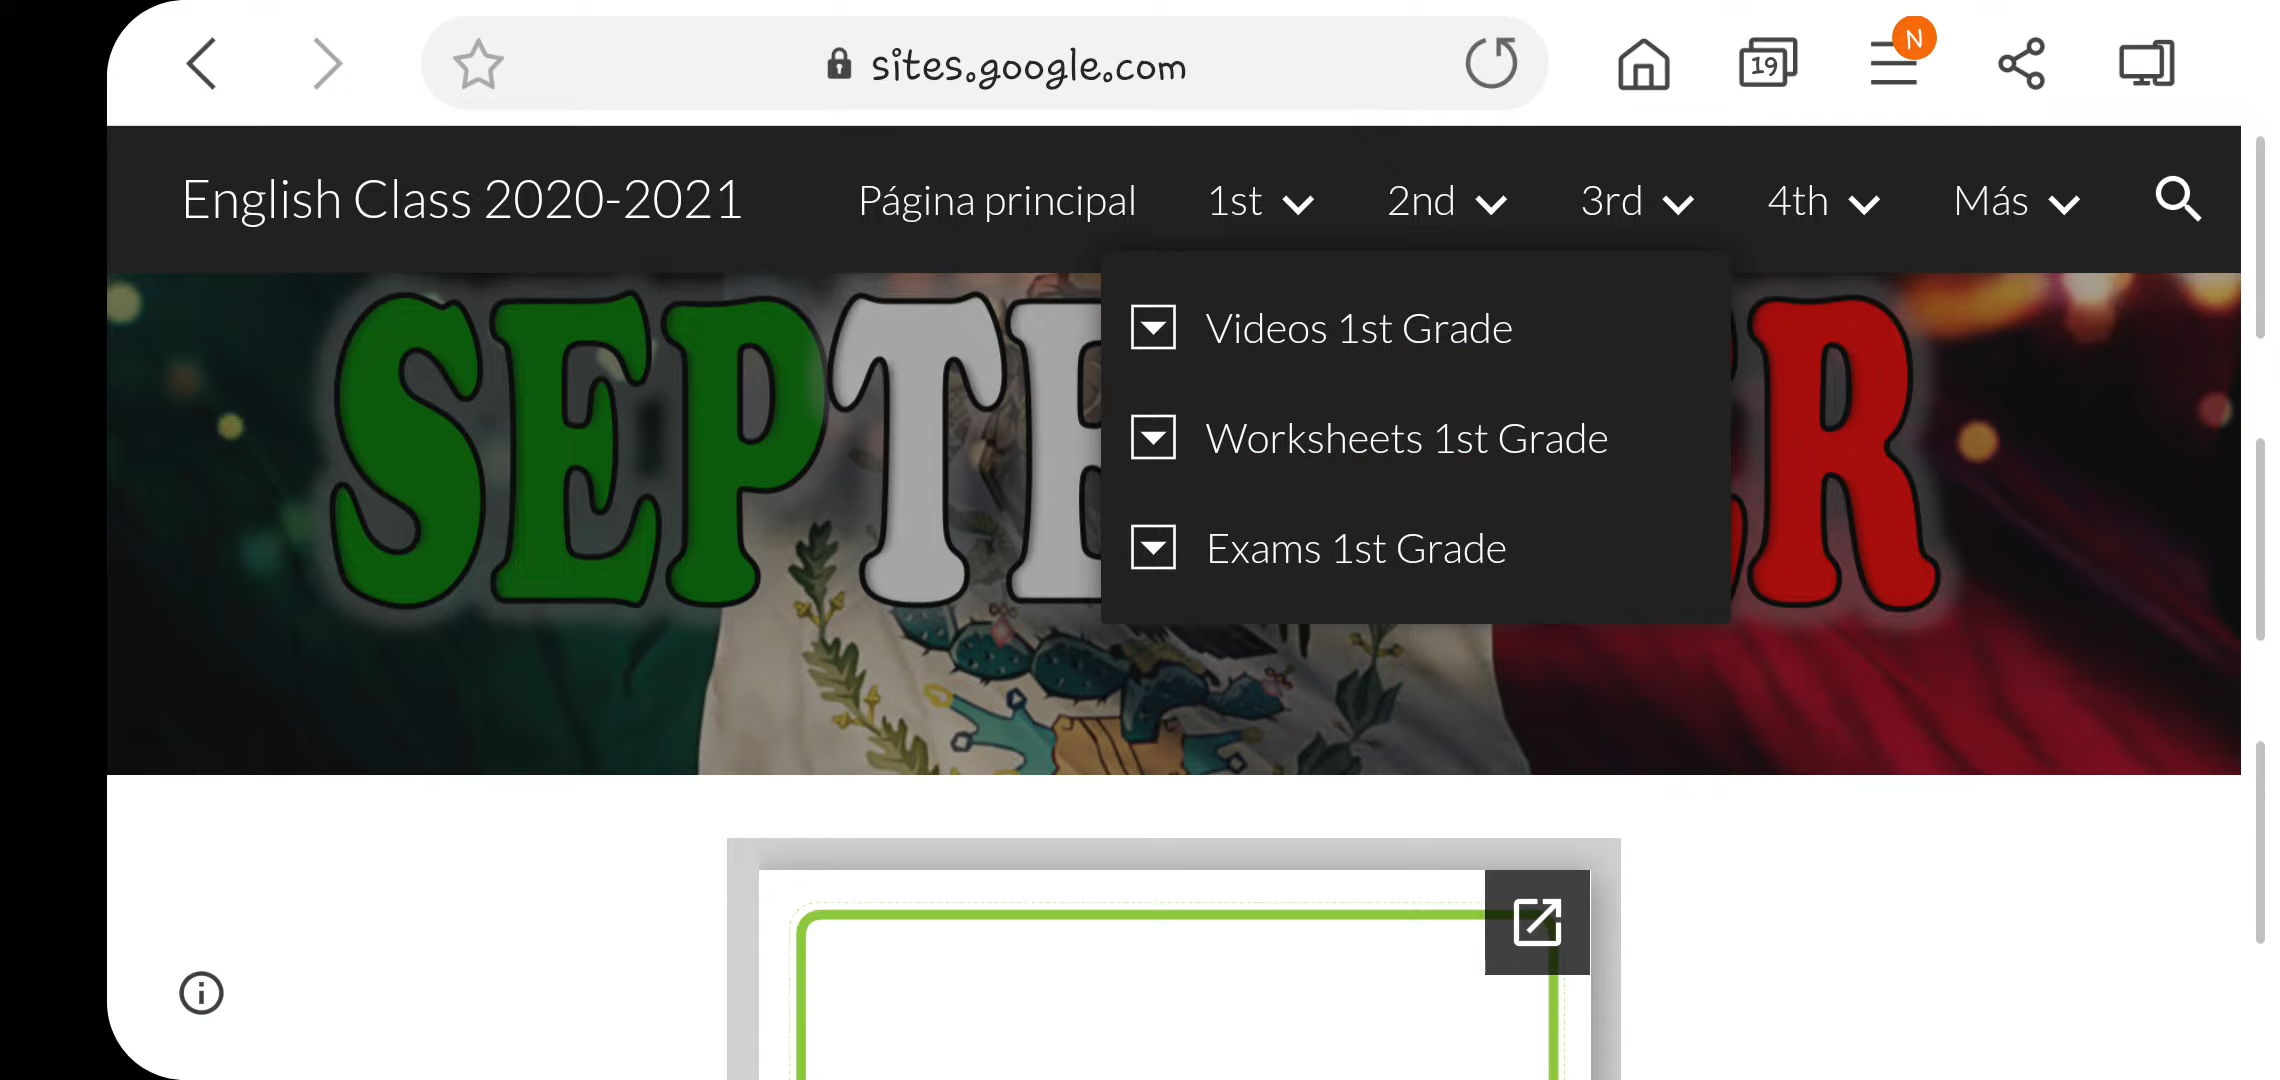 sites.google.com
19
N
English Class 2020-2021
Página principal
1st
2nd
3rd
4th
Más
Videos 1st Grade
Worksheets 1st Grade
Exams 1st Grade